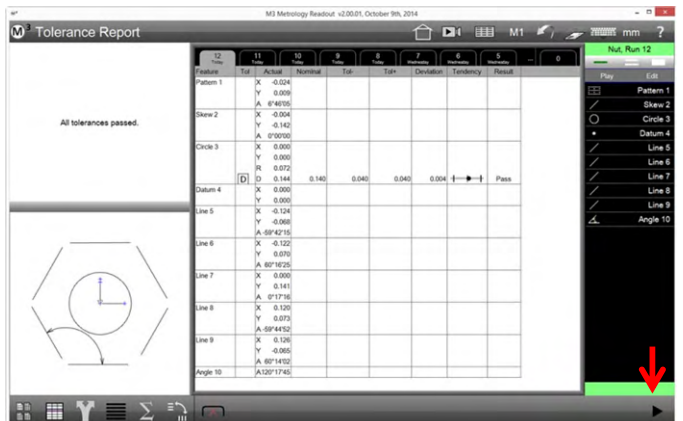 M3 Metrology Readout v2.00.01, October 9th, 2014
M³ Tolerance Report
M1 mm ?
12 Today 11 Today 10 Today 9 Today 8 Today 7 Wednesday 6 Wednesday 5 Wednesday ... 0
Nut, Run 12
Play Edit
Feature Tol Actual Nominal Tol- Tol+ Deviation Tendency Result
All tolerances passed.
Pattern 1 X -0.024
Y 0.009
A 6°46'05
Skew 2 X -0.004
Y -0.142
A 0°00'00
Circle 3 X 0.000
Y 0.000
R 0.072
D D 0.144 0.140 0.040 0.040 0.004 Pass
Datum 4 X 0.000
Y 0.000
Line 5 X -0.124
Y -0.068
A -59°42'15
Line 6 X -0.122
Y 0.070
A 60°16'25
Line 7 X 0.000
Y 0.141
A 0°17'16
Line 8 X 0.120
Y 0.073
A -59°44'52
Line 9 X 0.126
Y -0.065
A 60°14'02
Angle 10 A 120°17'45
Pattern 1
Skew 2
Circle 3
Datum 4
Line 5
Line 6
Line 7
Line 8
Line 9
Angle 10